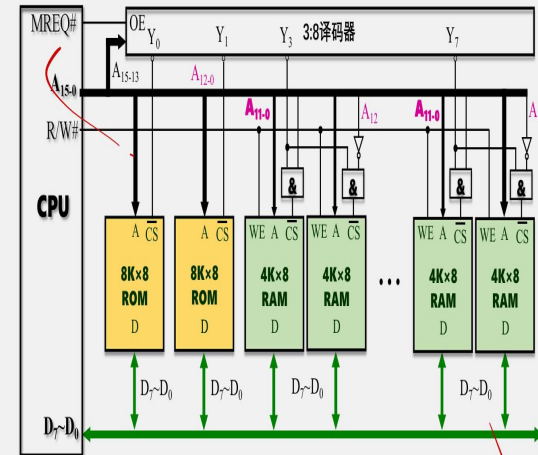 MREQ#
OE
Y0
Y1
Y3
3:8译码器
Y7
A15-13
A12-0
A15-0
A11-0
A12
A11-0
A
R/W#
CPU
&
&
&
&
A CS
A CS
WE A CS
WE A CS
WE A CS
WE A CS
8K×8
ROM
8K×8
ROM
4K×8
RAM
4K×8
RAM
•••
4K×8
RAM
4K×8
RAM
D
D
D
D
D
D
D7~D0
D7~D0
D7~D0
D7~D0
D7~D0